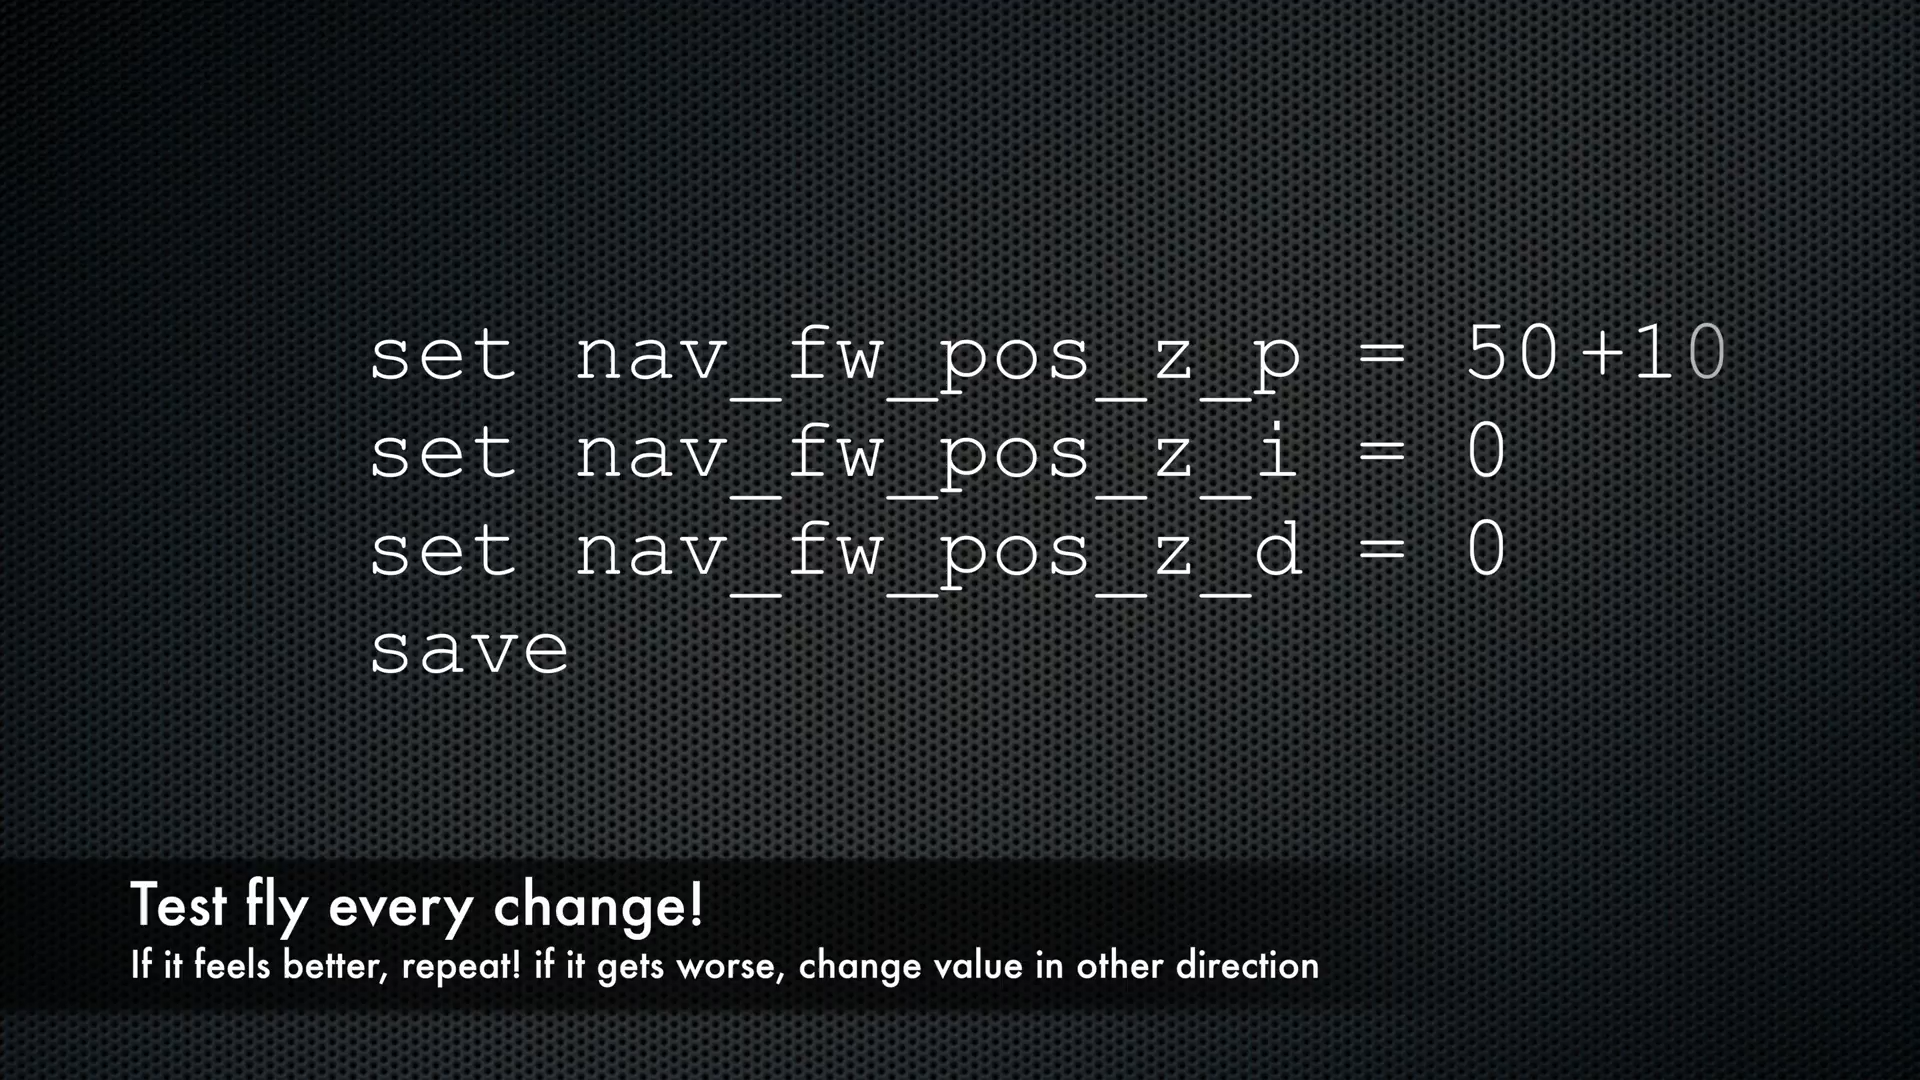 set nav_fw_pos_z_p = 50 +10
set nav_fw_pos_z_i = 0
set nav_fw_pos_z_d = 0
save
Test fly every change!
If it feels better, repeat! if it gets worse, change value in other direction